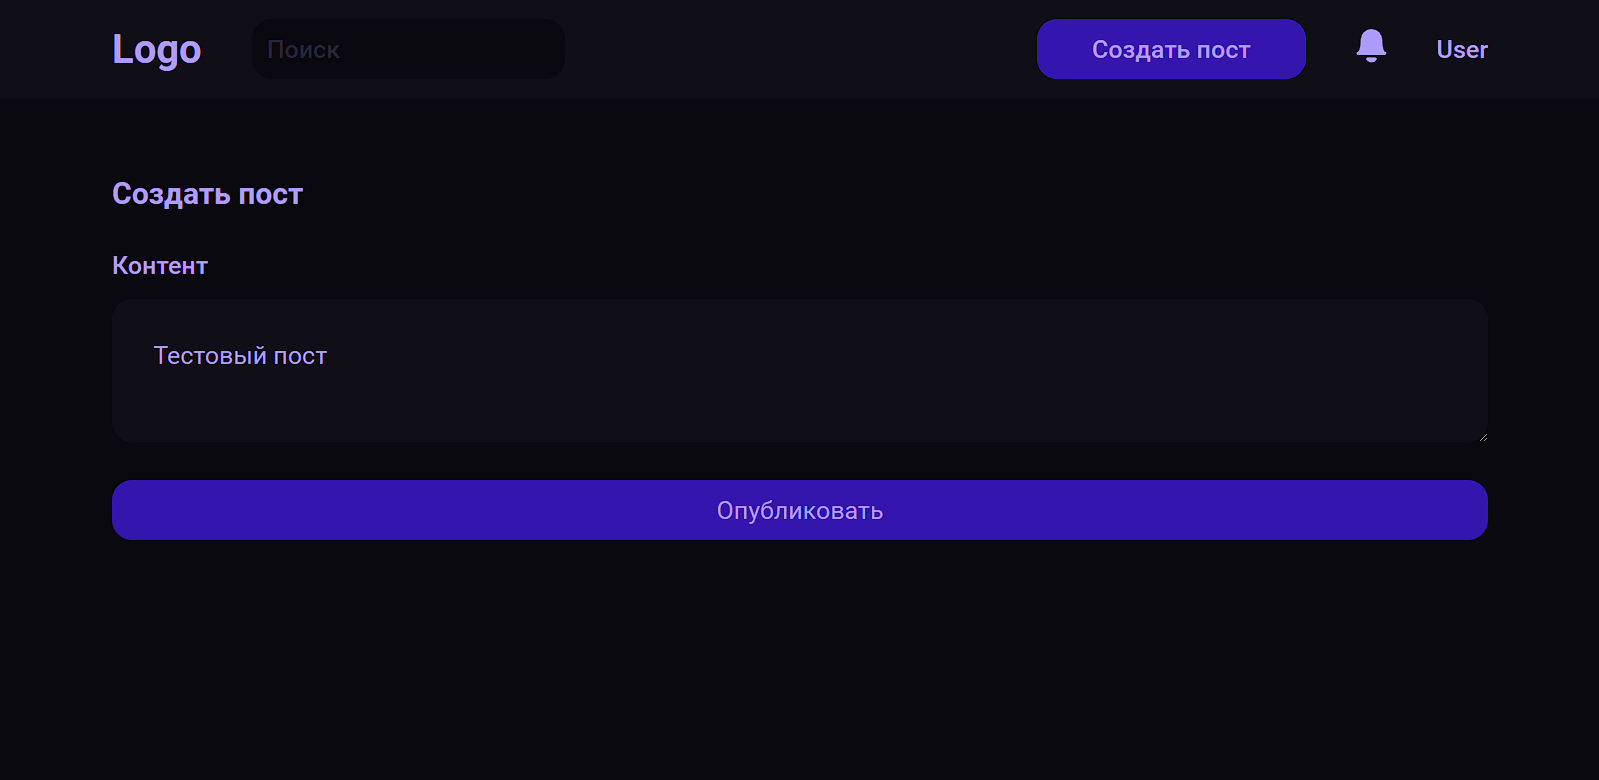 Logo
Поиск
Создать пост
User
Создать пост
Контент
Тестовый пост
Опубликовать